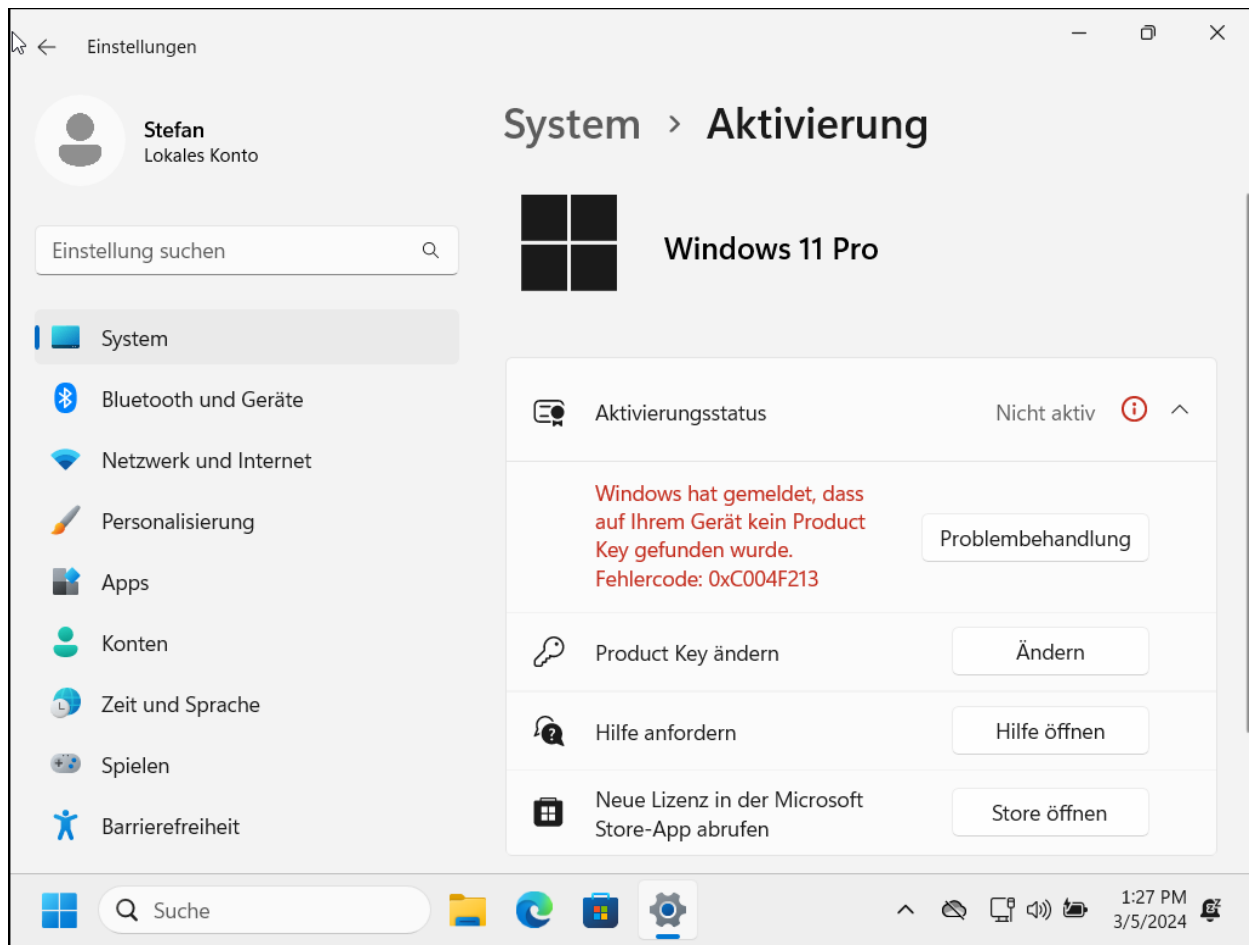 Einstellungen
Stefan
Lokales Konto
Einstellung suchen
System
Bluetooth und Geräte
Netzwerk und Internet
Personalisierung
Apps
Konten
Zeit und Sprache
Spielen
Barrierefreiheit
System > Aktivierung
Windows 11 Pro
Aktivierungsstatus Nicht aktiv
Windows hat gemeldet, dass
auf Ihrem Gerät kein Product
Key gefunden wurde.
Fehlercode: 0xC004F213
Problembehandlung
Product Key ändern Ändern
Hilfe anfordern Hilfe öffnen
Neue Lizenz in der Microsoft
Store-App abrufen
Store öffnen
Suche
1:27 PM
3/5/2024